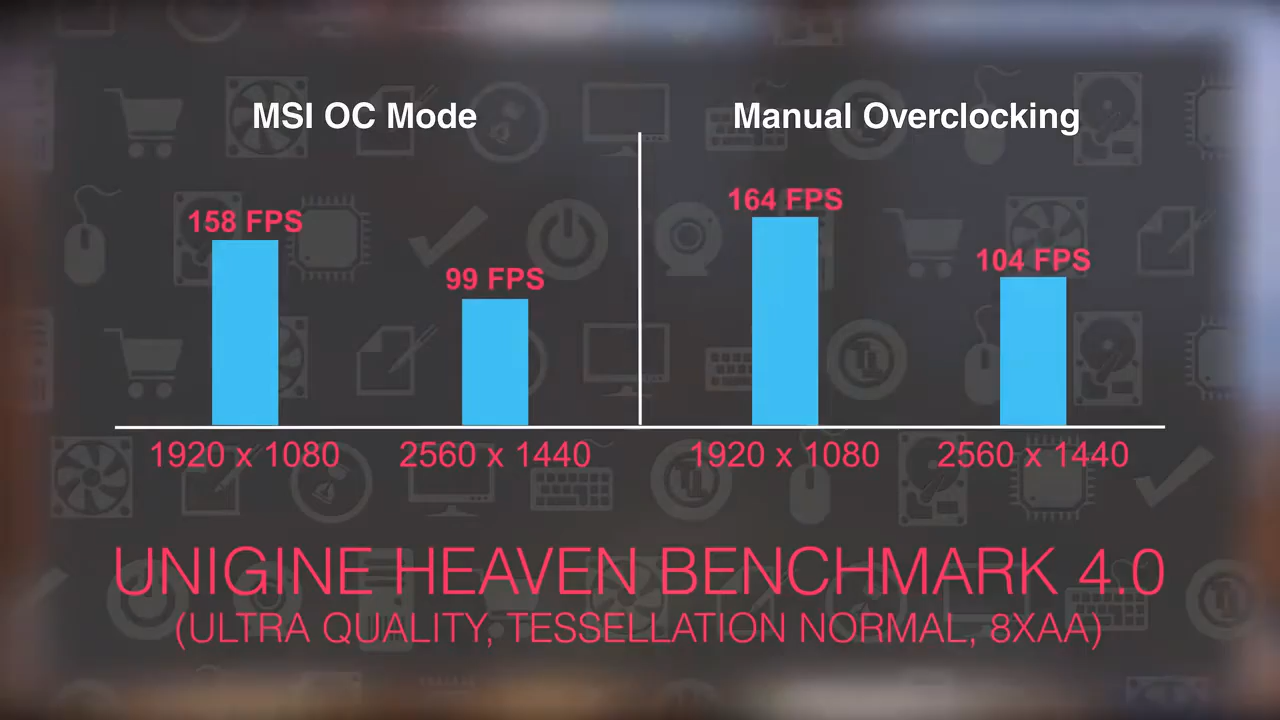 MSI OC Mode
Manual Overclocking
158 FPS
99 FPS
164 FPS
104 FPS
1920 x 1080
2560 x 1440
1920 x 1080
2560 x 1440
UNIGINE HEAVEN BENCHMARK 4.0
(ULTRA QUALITY, TESSELLATION NORMAL, 8XAA)